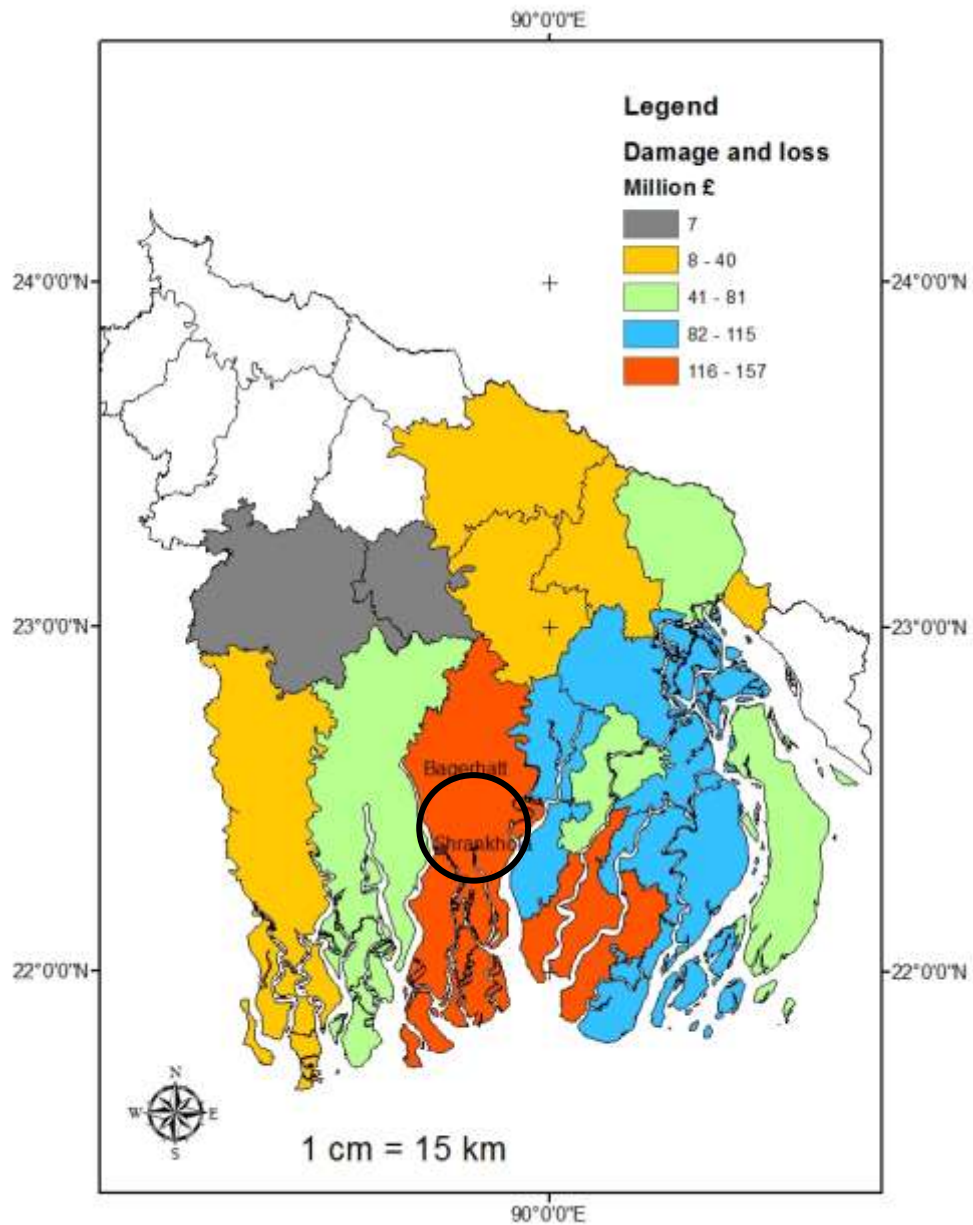 90°0'0"E
Legend
Damage and loss
Million £
7
8 - 40
41 - 81
82 - 115
116 - 157
24°0'0"N
24°0'0"N
23°0'0"N
23°0'0"N
Bagerhatt
22°0'0"N
22°0'0"N
N
W
E
S
1 cm = 15 km
90°0'0"E